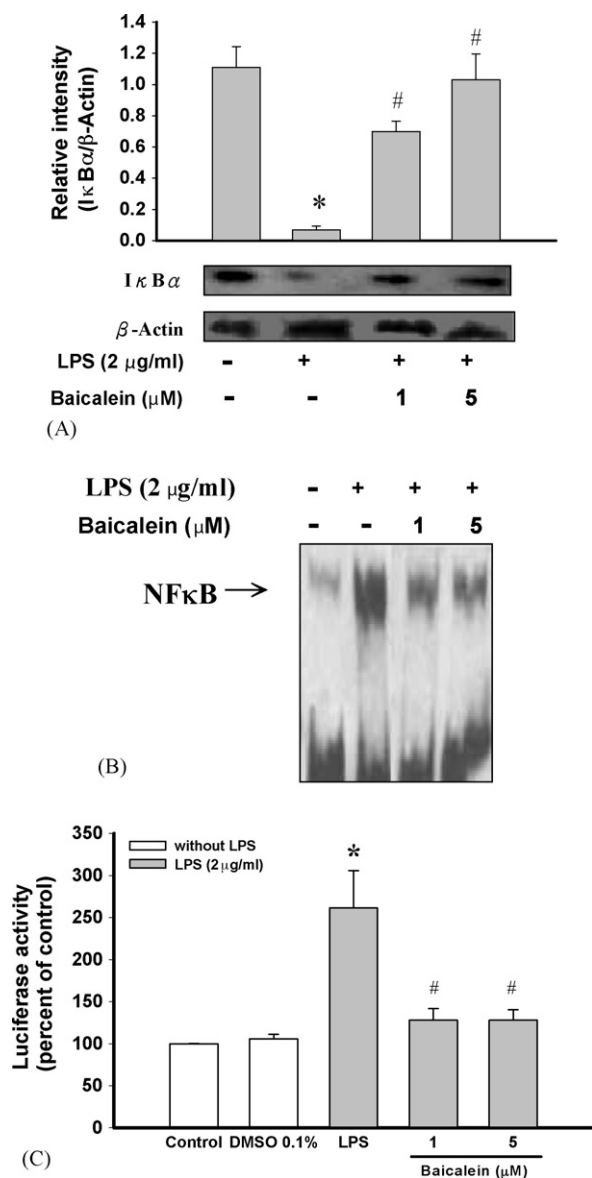 #
#
*
1.4
1.2
1.0
0.8
0.6
0.4
0.2
0.0
Relative intensity
(IκBα/β-Actin)
IκBα
β-Actin
LPS (2 μg/ml) - + + +
Baicalein (μM) - - 1 5
(A)
LPS (2 μg/ml) - + + +
Baicalein (μM) - - 1 5
NFκB →
(B)
350
300
250
200
150
100
50
0
Luciferase activity
(percent of control)
without LPS
LPS (2μg/ml)
*
# #
Control DMSO 0.1% LPS 1 5
Baicalein (μM)
(C)